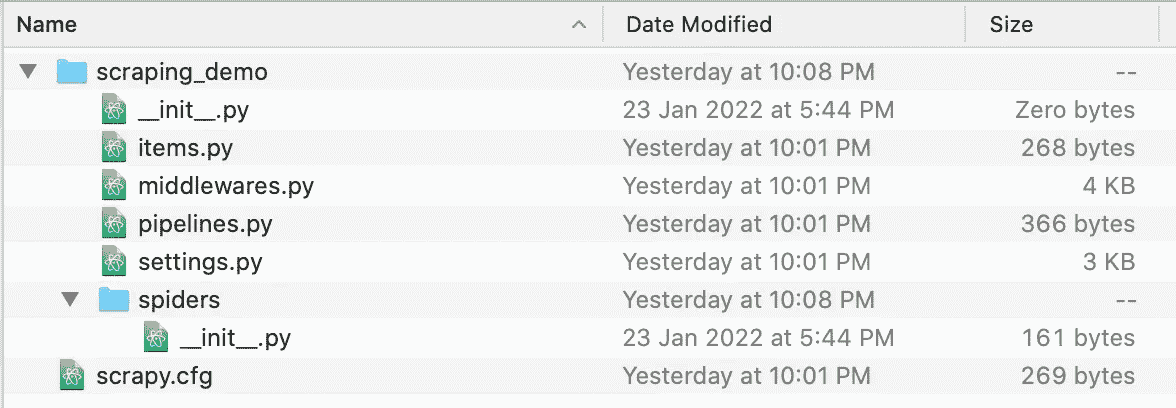 Name Date Modified Size
scraping_demo Yesterday at 10:08 PM --
__init__.py 23 Jan 2022 at 5:44 PM Zero bytes
items.py Yesterday at 10:01 PM 268 bytes
middlewares.py Yesterday at 10:01 PM 4 KB
pipelines.py Yesterday at 10:01 PM 366 bytes
settings.py Yesterday at 10:01 PM 3 KB
spiders Yesterday at 10:08 PM --
__init__.py 23 Jan 2022 at 5:44 PM 161 bytes
scrapy.cfg Yesterday at 10:01 PM 269 bytes